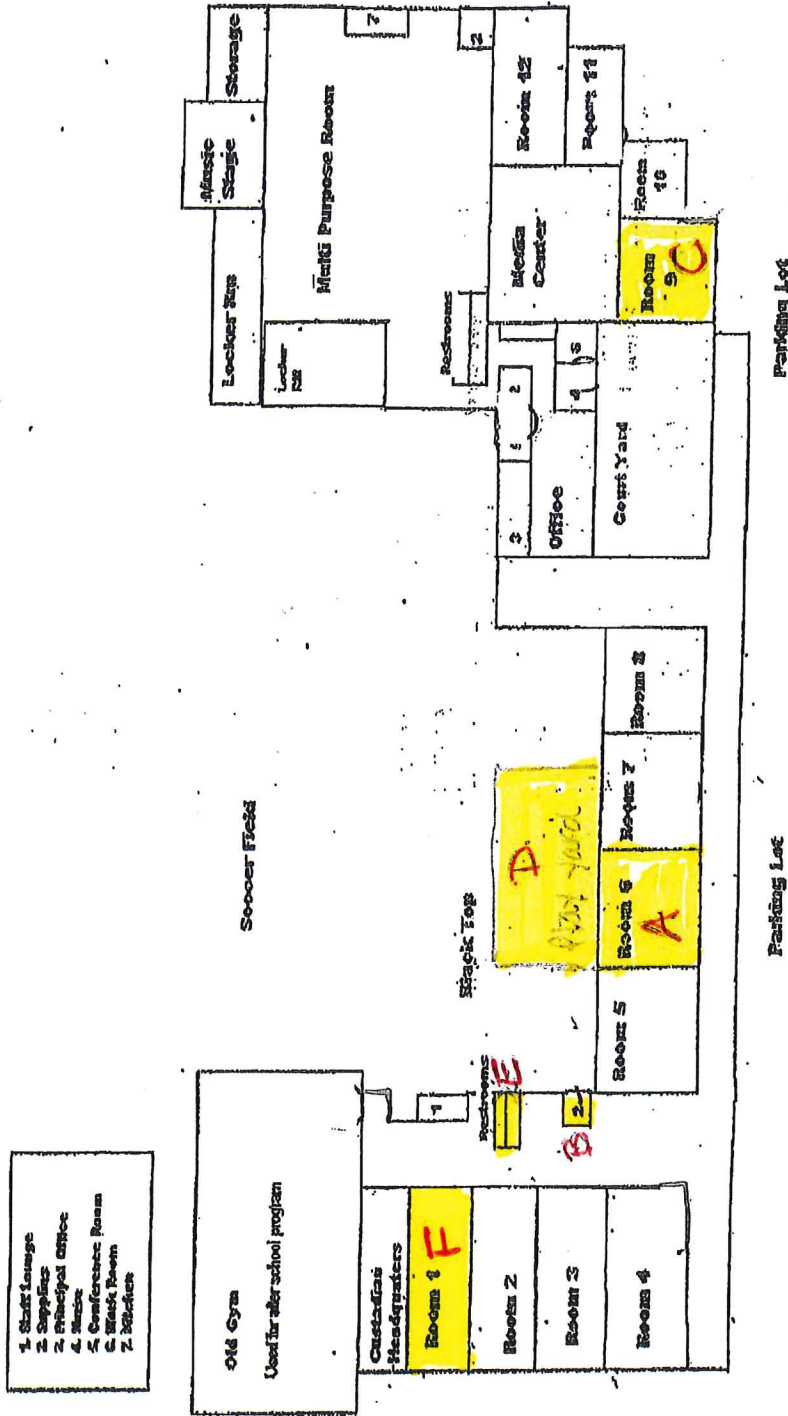 1. Staff Lounge
2. Supplies
2. Principal Office
4. Nurse
5. Conference Room
6. Work Room
7. Kitchen
Old Gym
Used for after school program
Custodian
Headquaters
Room 1
F
Room 2
Room 3
Room 4
1
Restrooms
E
2
B
Soccer Field
Black Top
D
Play yard
Room 5
Room 6
A
Room 7
Room 8
Parking Lot
Locker Rms
Music
Stage
Storage
Locker
RM
Multi Purpose Room
7
2
Restrooms
3
5
2
Office
4
6
Court Yard
Media
Center
Room 12
Room 11
Room
10
Room
9
C
Parking Lot